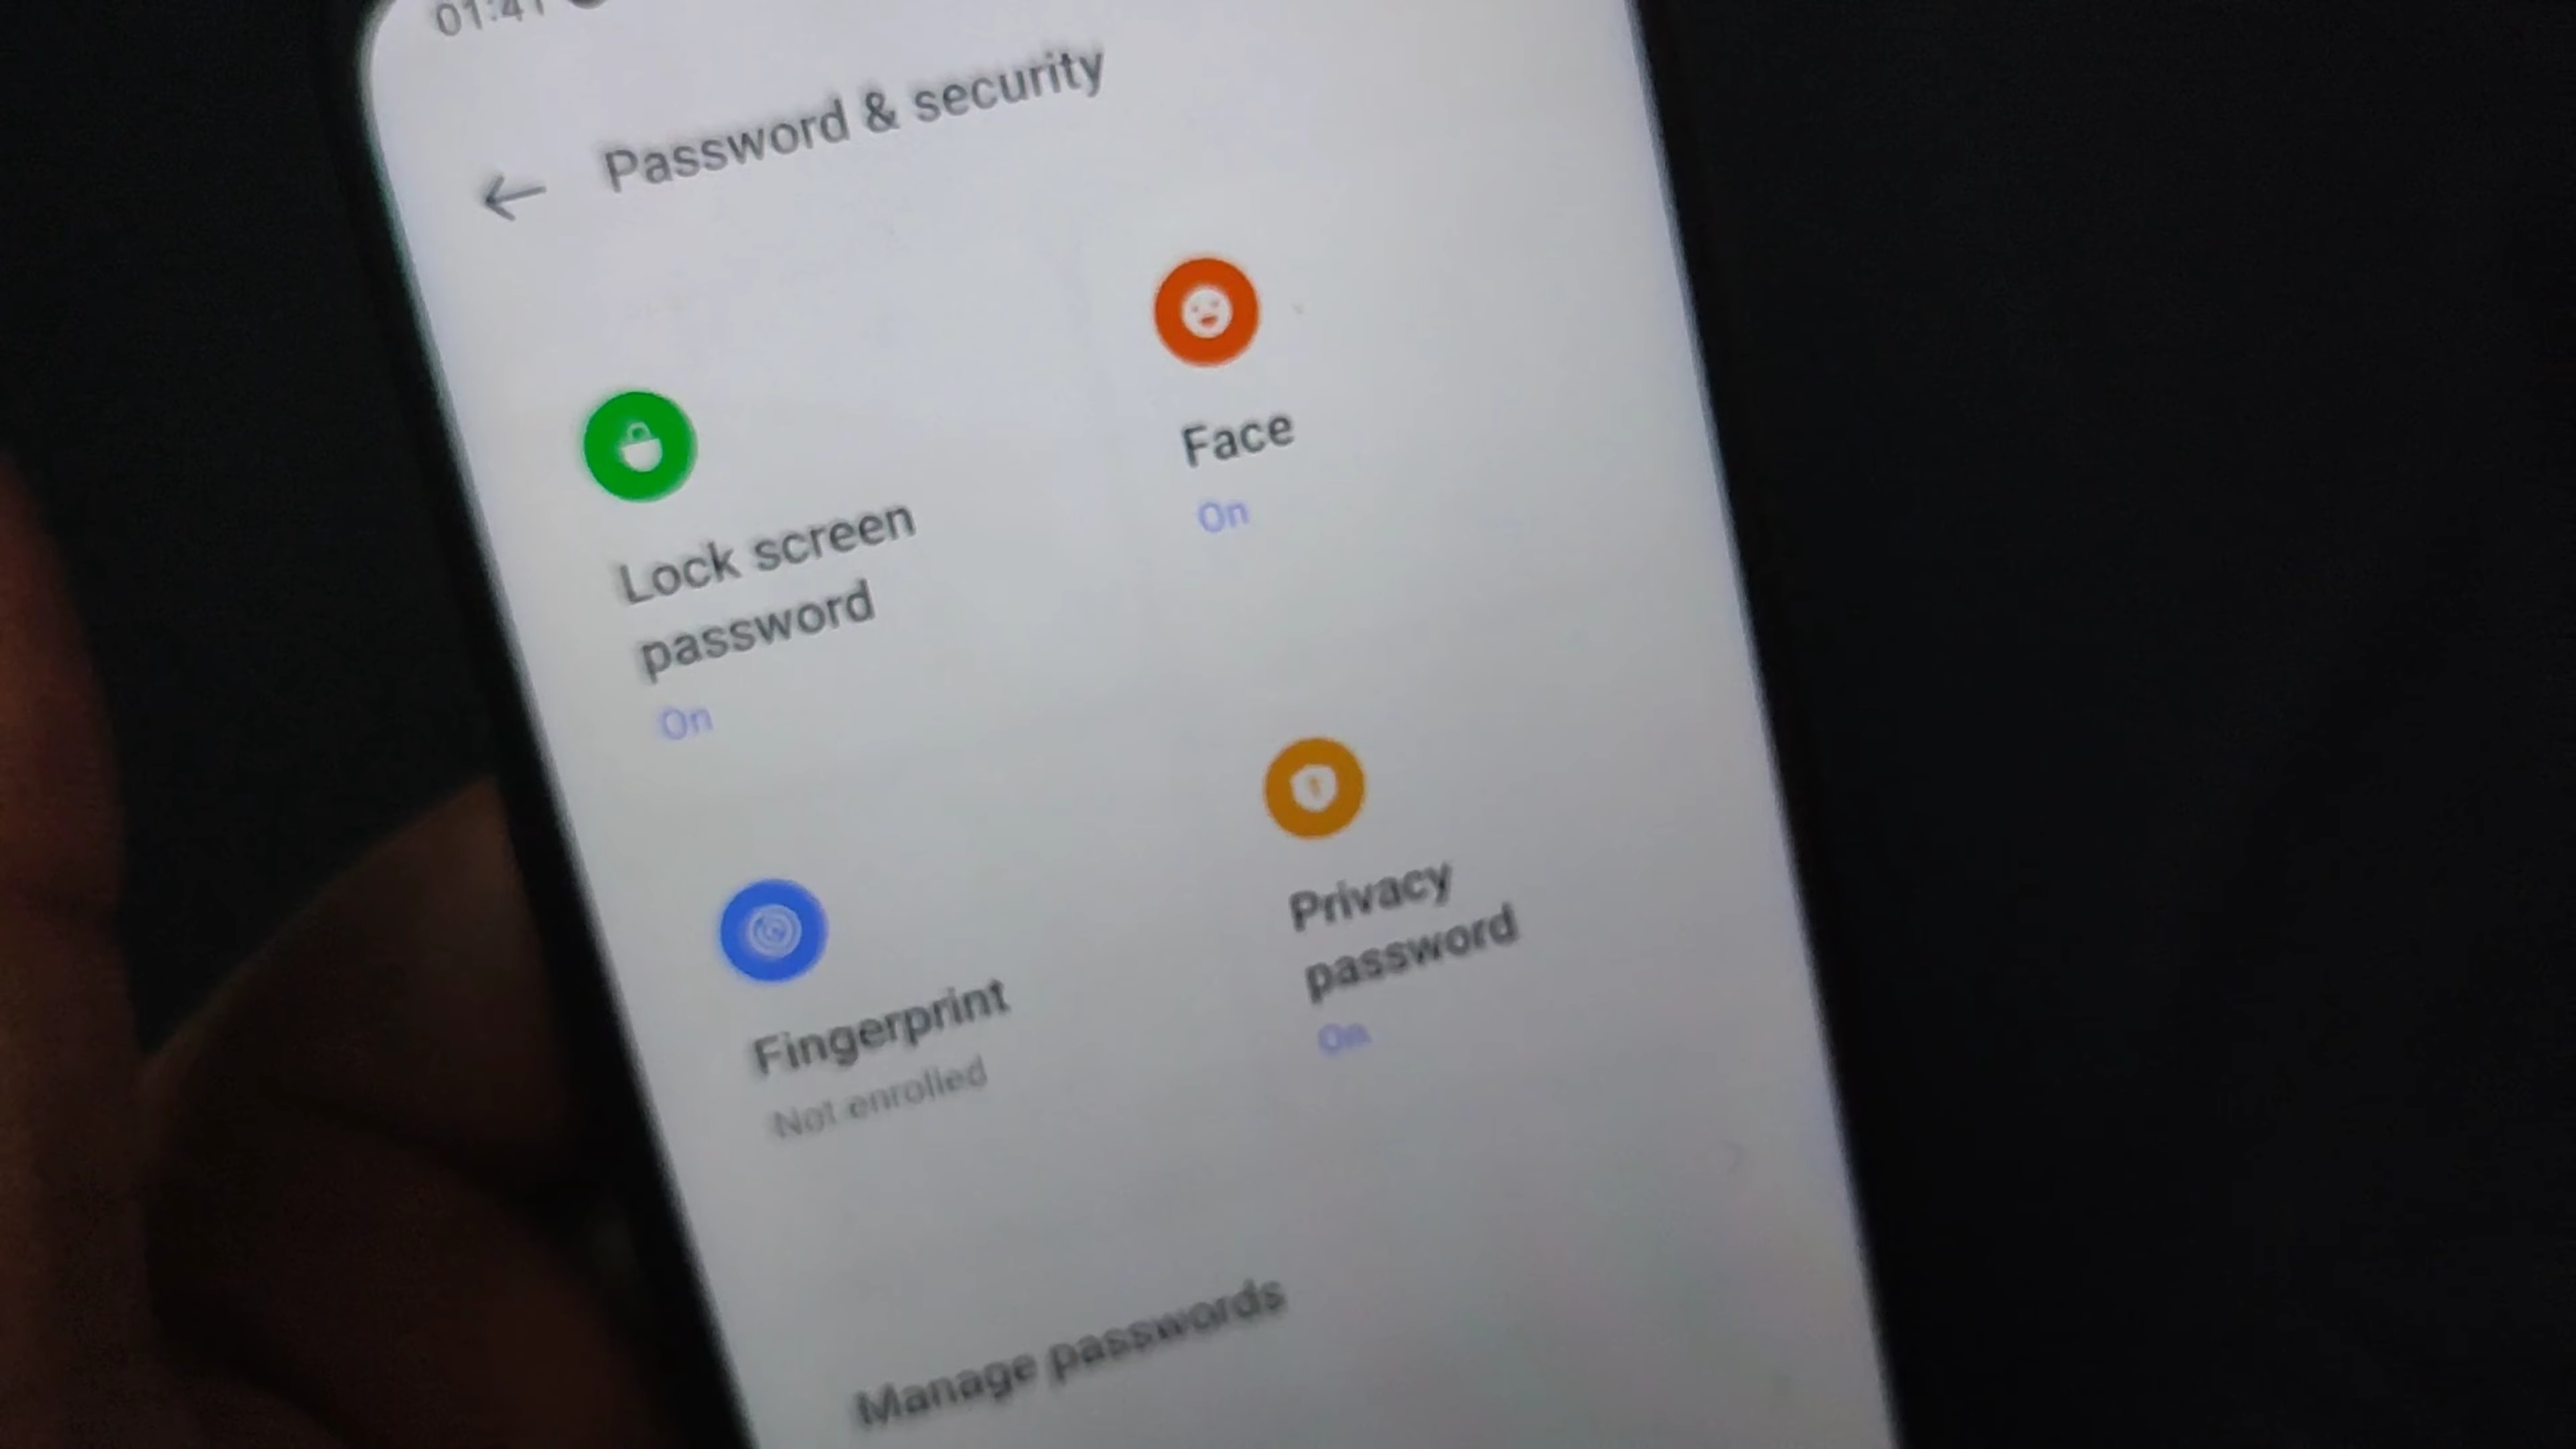 01:41
Password & security
Lock screen
password
On
Face
On
Fingerprint
Not enrolled
Privacy
password
On
Manage passwords